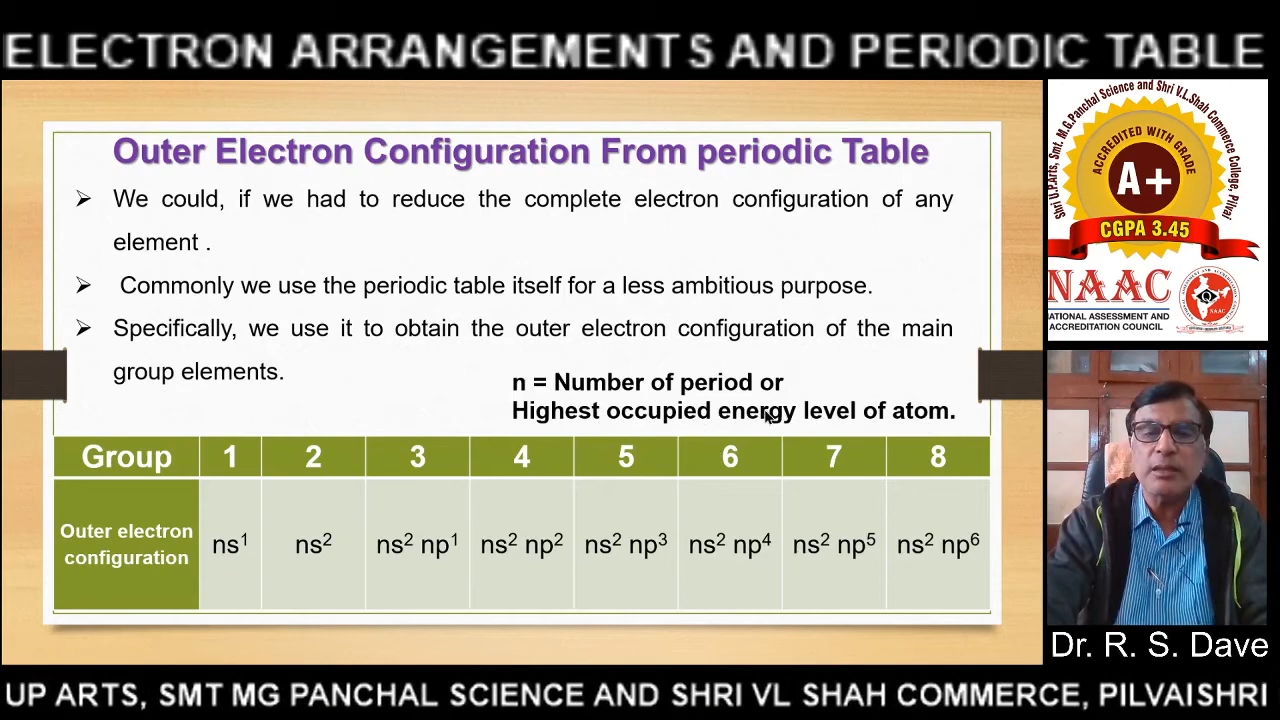 ELECTRON ARRANGEMENTS AND PERIODIC TABLE
Outer Electron Configuration From periodic Table
➢ We could, if we had to reduce the complete electron configuration of any
element .
➢ Commonly we use the periodic table itself for a less ambitious purpose.
➢ Specifically, we use it to obtain the outer electron configuration of the main
group elements.
n = Number of period or
Highest occupied energy level of atom.
Group 1 2 3 4 5 6 7 8
Outer electron
configuration
ns¹ ns² ns² np¹ ns² np² ns² np³ ns² np⁴ ns² np⁵ ns² np⁶
Shri U.P.Arts, Smt. M.G.Panchal Science and Shri V.L.Shah Commerce College, Pilvai
ACCREDITED WITH GRADE
A+
CGPA 3.45
NAAC
NAAC
ATIONAL ASSESSMENT AND
ACCREDITATION COUNCIL
Dr. R. S. Dave
UP ARTS, SMT MG PANCHAL SCIENCE AND SHRI VL SHAH COMMERCE, PILVAISHRI